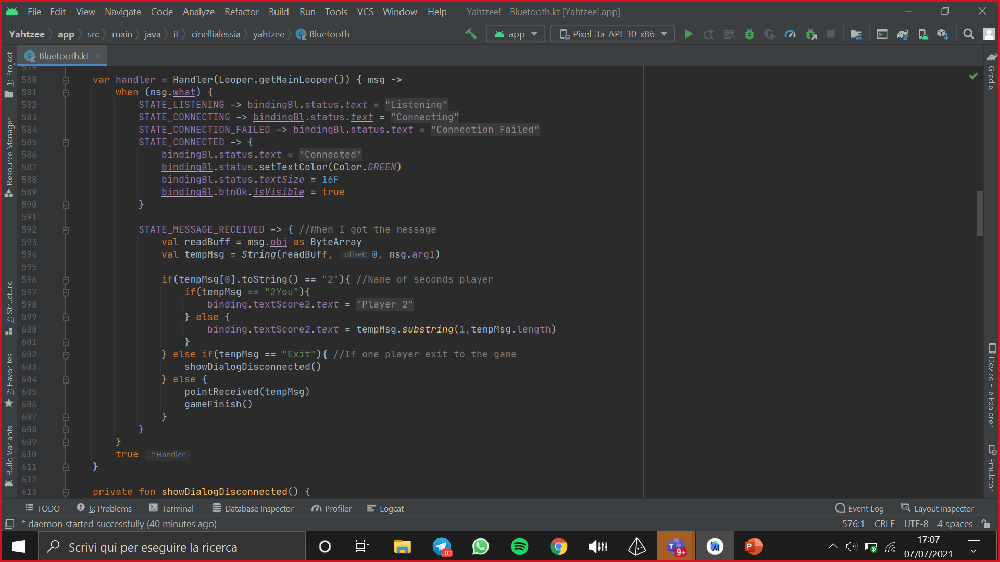 File Edit View Navigate Code Analyze Refactor Build Run Tools VCS Window Help Yahtzee! - Bluetooth.kt [Yahtzee!.app]
Yahtzee app src main java it cinellialessia yahtzee Bluetooth app Pixel_3a_API_30_x86
Bluetooth.kt
1: Project
Resource Manager
7: Structure
2: Favorites
Build Variants
579
580 var handler = Handler(Looper.getMainLooper()) { msg ->
581 when (msg.what) {
582 STATE_LISTENING -> bindingBl.status.text = "Listening"
583 STATE_CONNECTING -> bindingBl.status.text = "Connecting"
584 STATE_CONNECTION_FAILED -> bindingBl.status.text = "Connection Failed"
585 STATE_CONNECTED -> {
586 bindingBl.status.text = "Connected"
587 bindingBl.status.setTextColor(Color.GREEN)
588 bindingBl.status.textSize = 16F
589 bindingBl.btnOk.isVisible = true
590 }
591
592 STATE_MESSAGE_RECEIVED -> { //When I got the message
593 val readBuff = msg.obj as ByteArray
594 val tempMsg = String(readBuff, offset: 0, msg.arg1)
595
596 if(tempMsg[0].toString() == "2"){ //Name of seconds player
597 if(tempMsg == "2You"){
598 binding.textScore2.text = "Player 2"
599 } else {
600 binding.textScore2.text = tempMsg.substring(1,tempMsg.length)
601 }
602 } else if(tempMsg == "Exit"){ //If one player exit to the game
603 showDialogDisconnected()
604 } else {
605 pointReceived(tempMsg)
606 gameFinish()
607 }
608 }
609 }
610 true ^Handler
611 }
612
613 private fun showDialogDisconnected() {
Gradle
Device File Explorer
Emulator
TODO 6: Problems Terminal Database Inspector Profiler Logcat Event Log Layout Inspector
* daemon started successfully (40 minutes ago) 576:1 CRLF UTF-8 4 spaces
Scrivi qui per eseguire la ricerca
..02
T 9+
P
17:07
07/07/2021